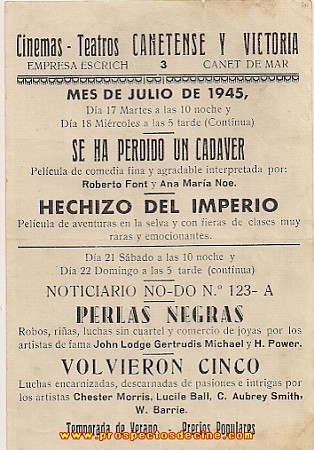 Cinemas - Teatros CANETENSE Y VICTORIA
EMPRESA ESCRICH 3 CANET DE MAR
MES DE JULIO DE 1945,
Día 17 Martes a las 10 noche y
Día 18 Miércoles a las 5 tarde (Contínua)
SE HA PERDIDO UN CADAVER
Película de comedia fina y agradable interpretada por:
Roberto Font y Ana María Noe.
HECHIZO DEL IMPERIO
Película de aventuras en la selva y con fieras de clases muy
raras y emocionantes.
Día 21 Sábado a las 10 noche y
Día 22 Domingo a las 5 tarde (contínua)
NOTICIARIO NO-DO N.º 123- A
PERLAS NEGRAS
Robos, riñas, luchas sin cuartel y comercio de joyas por los
artistas de fama John Lodge Gertrudis Michael y H. Power.
VOLVIERON CINCO
Luchas encarnizadas, descarnadas de pasiones e intrigas por
los artistas Chester Morris, Lucile Ball, C. Aubrey Smith,
W. Barrie.
Temporada de Verano. - Precios Populares
www.prospectosdecine.com